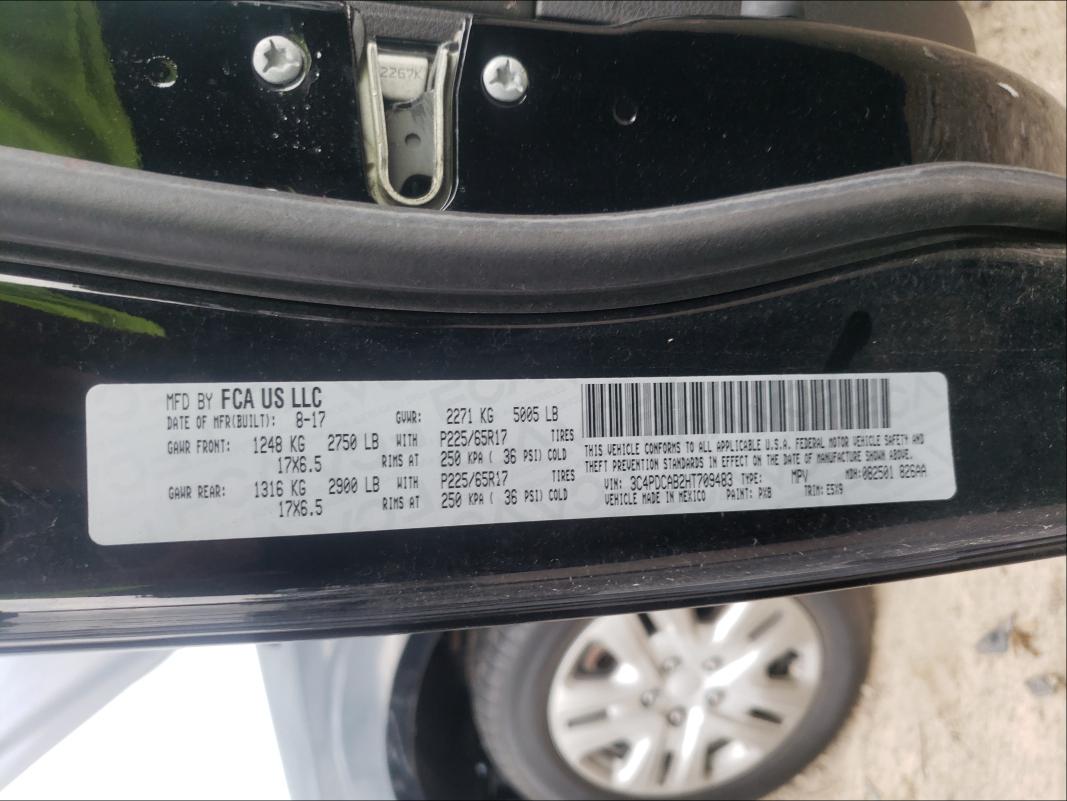 2267K
MFD BY FCA US LLC
DATE OF MFR(BUILT): 8-17 GVWR: 2271 KG 5005 LB
GAWR FRONT: 1248 KG 2750 LB WITH P225/65R17 TIRES
17X6.5 RIMS AT 250 KPA ( 36 PSI) COLD
GAWR REAR: 1316 KG 2900 LB WITH P225/65R17 TIRES
17X6.5 RIMS AT 250 KPA ( 36 PSI) COLD
THIS VEHICLE CONFORMS TO ALL APPLICABLE U.S.A. FEDERAL MOTOR VEHICLE SAFETY AND
THEFT PREVENTION STANDARDS IN EFFECT ON THE DATE OF MANUFACTURE SHOWN ABOVE.
VIN: 3C4PDCAB2HT709483 TYPE: MPV MDH: 082501 826AA
VEHICLE MADE IN MEXICO PAINT: PX8 TRIM: E5X9